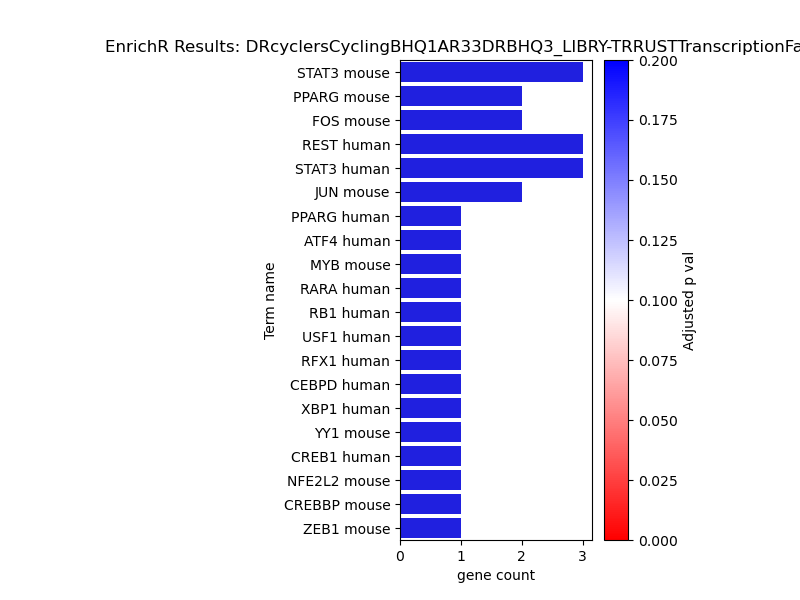 EnrichR Results: DRcyclersCyclingBHQ1AR33DRBHQ3_LIBRY-TRRUSTTranscriptionFa
STAT3 mouse
PPARG mouse
FOS mouse
REST human
STAT3 human
JUN mouse
PPARG human
ATF4 human
MYB mouse
RARA human
RB1 human
USF1 human
RFX1 human
CEBPD human
XBP1 human
YY1 mouse
CREB1 human
NFE2L2 mouse
CREBBP mouse
ZEB1 mouse
Term name
0 1 2 3
gene count
0.200
0.175
0.150
0.125
0.100
0.075
0.050
0.025
0.000
Adjusted p val